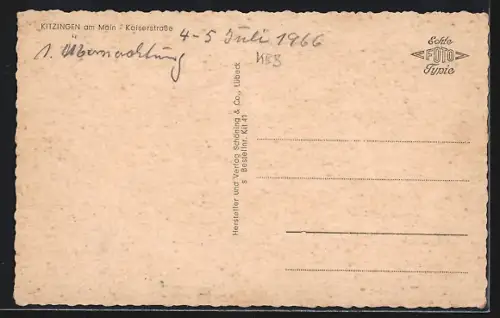 KITZINGEN am Main - Kaiserstraße
4-5 Juli 1966
1. Übernachtung
KE3
Echte
FOTO
Typie
Hersteller und Verlag Schöning & Co., Lübeck
s Bestellnr. Kit 41